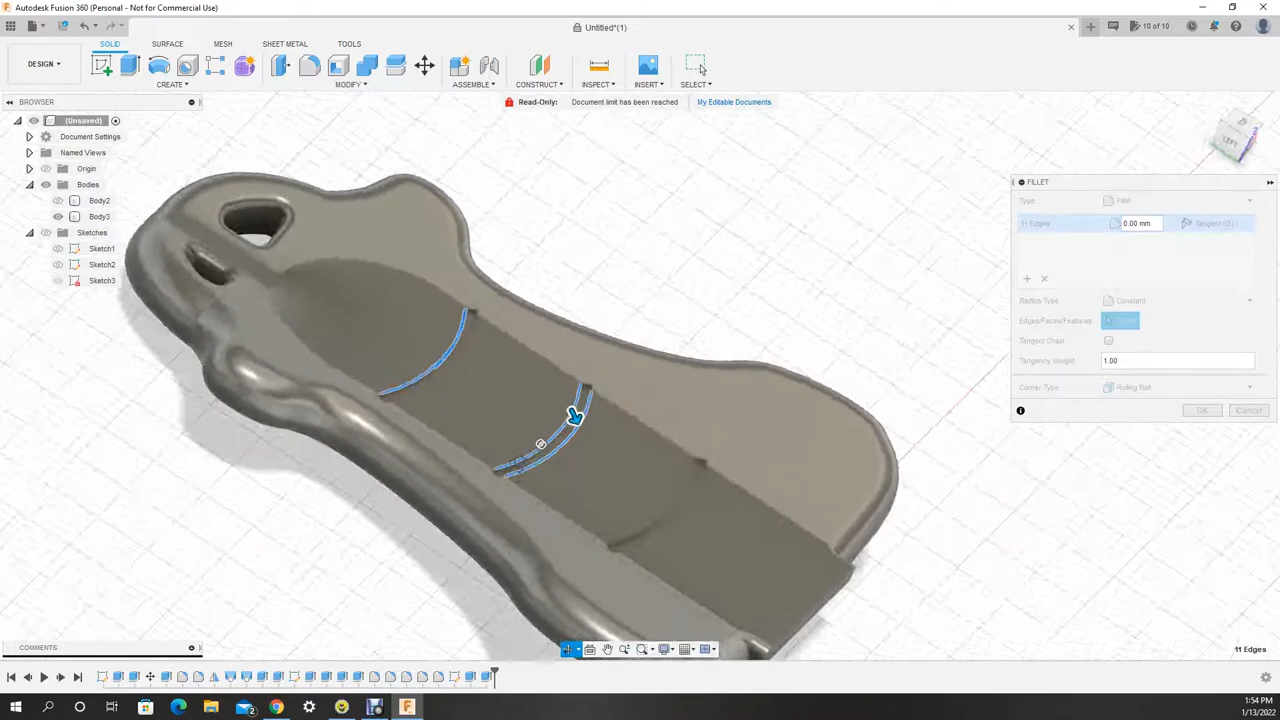 Autodesk Fusion 360 (Personal - Not for Commercial Use)
Untitled*(1)
10 of 10
SOLID SURFACE MESH SHEET METAL TOOLS
DESIGN
CREATE MODIFY ASSEMBLE CONSTRUCT INSPECT INSERT SELECT
BROWSER
Read-Only: Document limit has been reached My Editable Documents
(Unsaved)
Document Settings
Named Views
Origin
Bodies
Body2
Body3
Sketches
Sketch1
Sketch2
Sketch3
LEFT
FILLET
Type Fillet
11 Edges 0.00 mm Tangent (G1)
Radius Type Constant
Edges/Faces/Features
Tangent Chain
Tangency Weight 1.00
Corner Type Rolling Ball
OK Cancel
COMMENTS
11 Edges
2
1:54 PM
1/13/2022